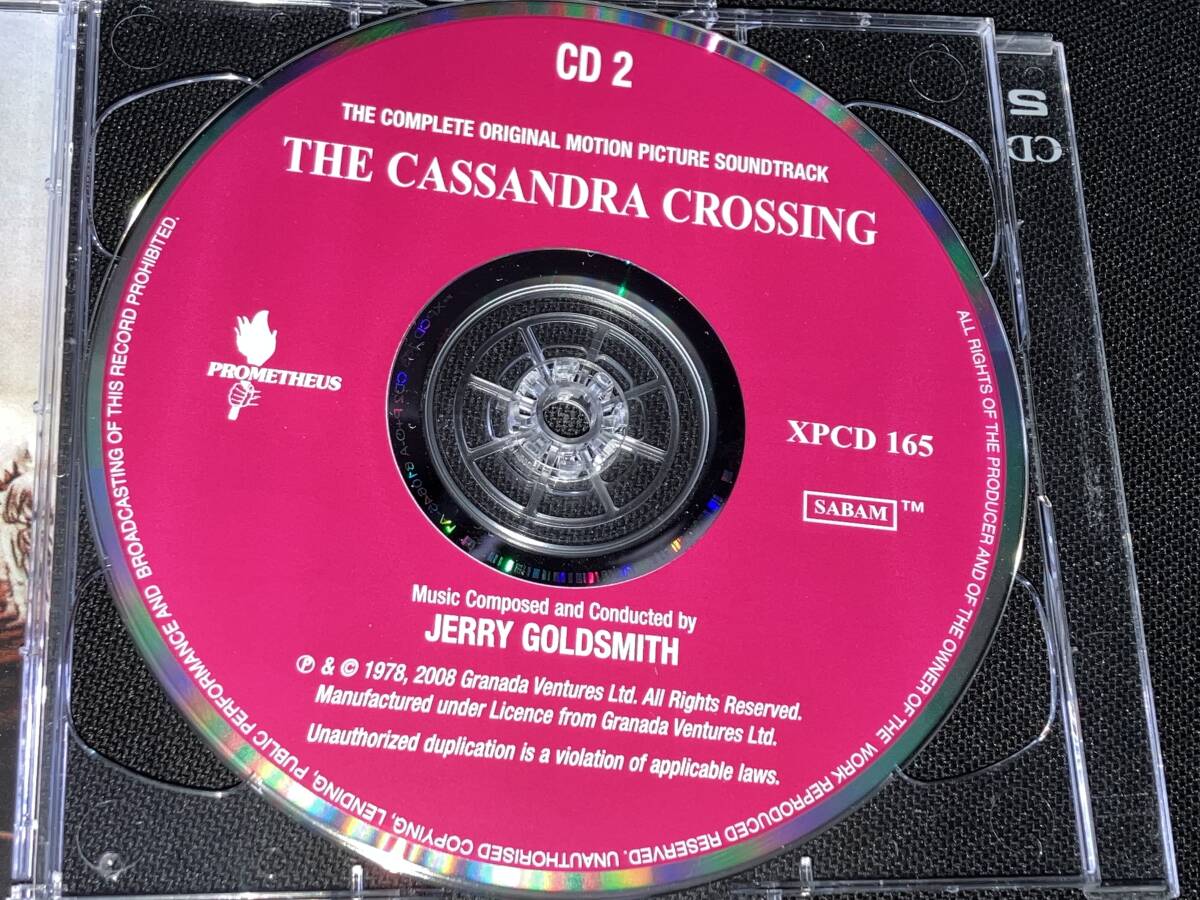 CD 2
THE COMPLETE ORIGINAL MOTION PICTURE SOUNDTRACK
THE CASSANDRA CROSSING
PROMETHEUS
XPCD 165
SABAM ™
Music Composed and Conducted by
JERRY GOLDSMITH
℗ & © 1978, 2008 Granada Ventures Ltd. All Rights Reserved.
Manufactured under Licence from Granada Ventures Ltd.
Unauthorized duplication is a violation of applicable laws.
ALL RIGHTS OF THE PRODUCER AND OF THE OWNER OF THE WORK REPRODUCED RESERVED. UNAUTHORISED COPYING, LENDING, PUBLIC PERFORMANCE AND BROADCASTING OF THIS RECORD PROHIBITED.
2
CD